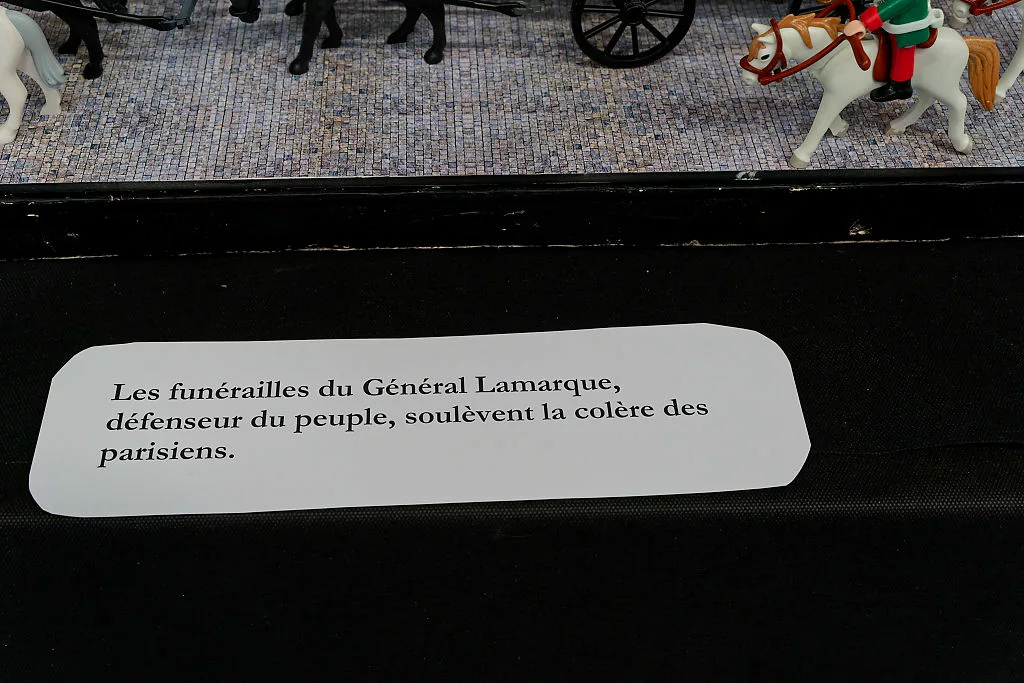 Les funérailles du Général Lamarque,
défenseur du peuple, soulèvent la colère des
parisiens.